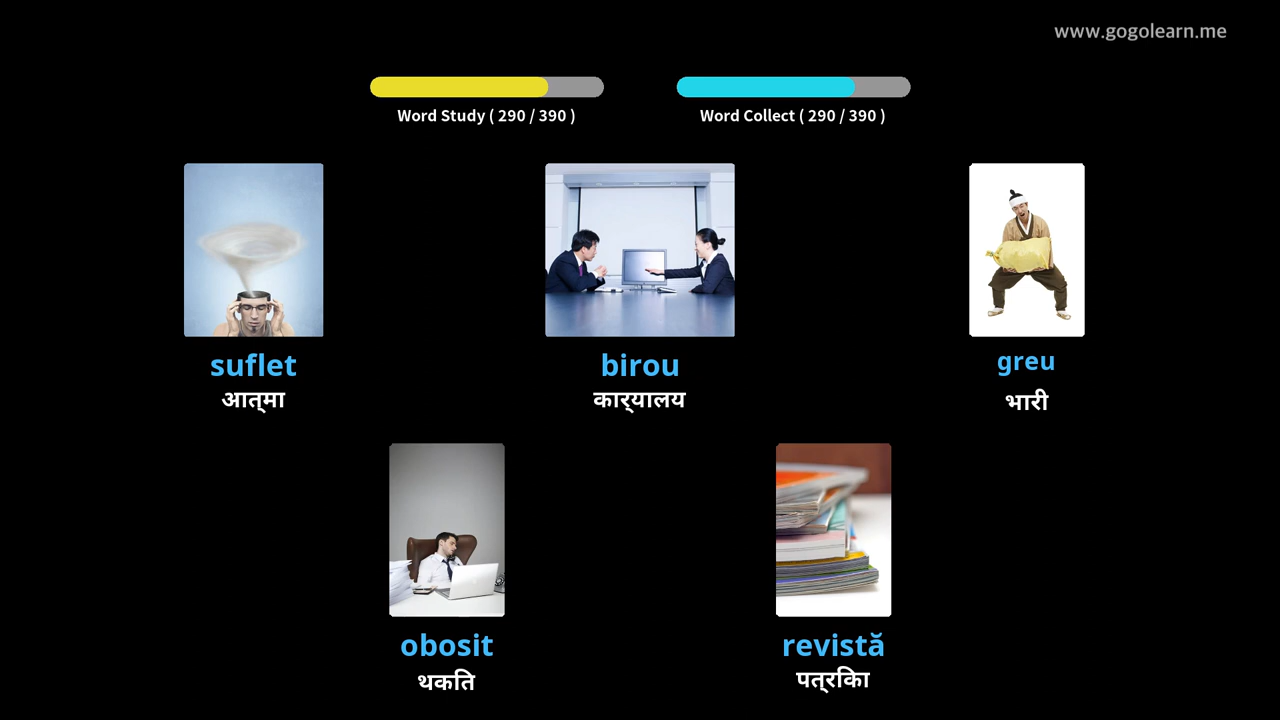 www.gogolearn.me
Word Study ( 290 / 390 )
Word Collect ( 290 / 390 )
suflet
आत्‌मा
birou
कार्‌यालय
greu
भारी
obosit
थकति
revistă
पत्‌रकिा